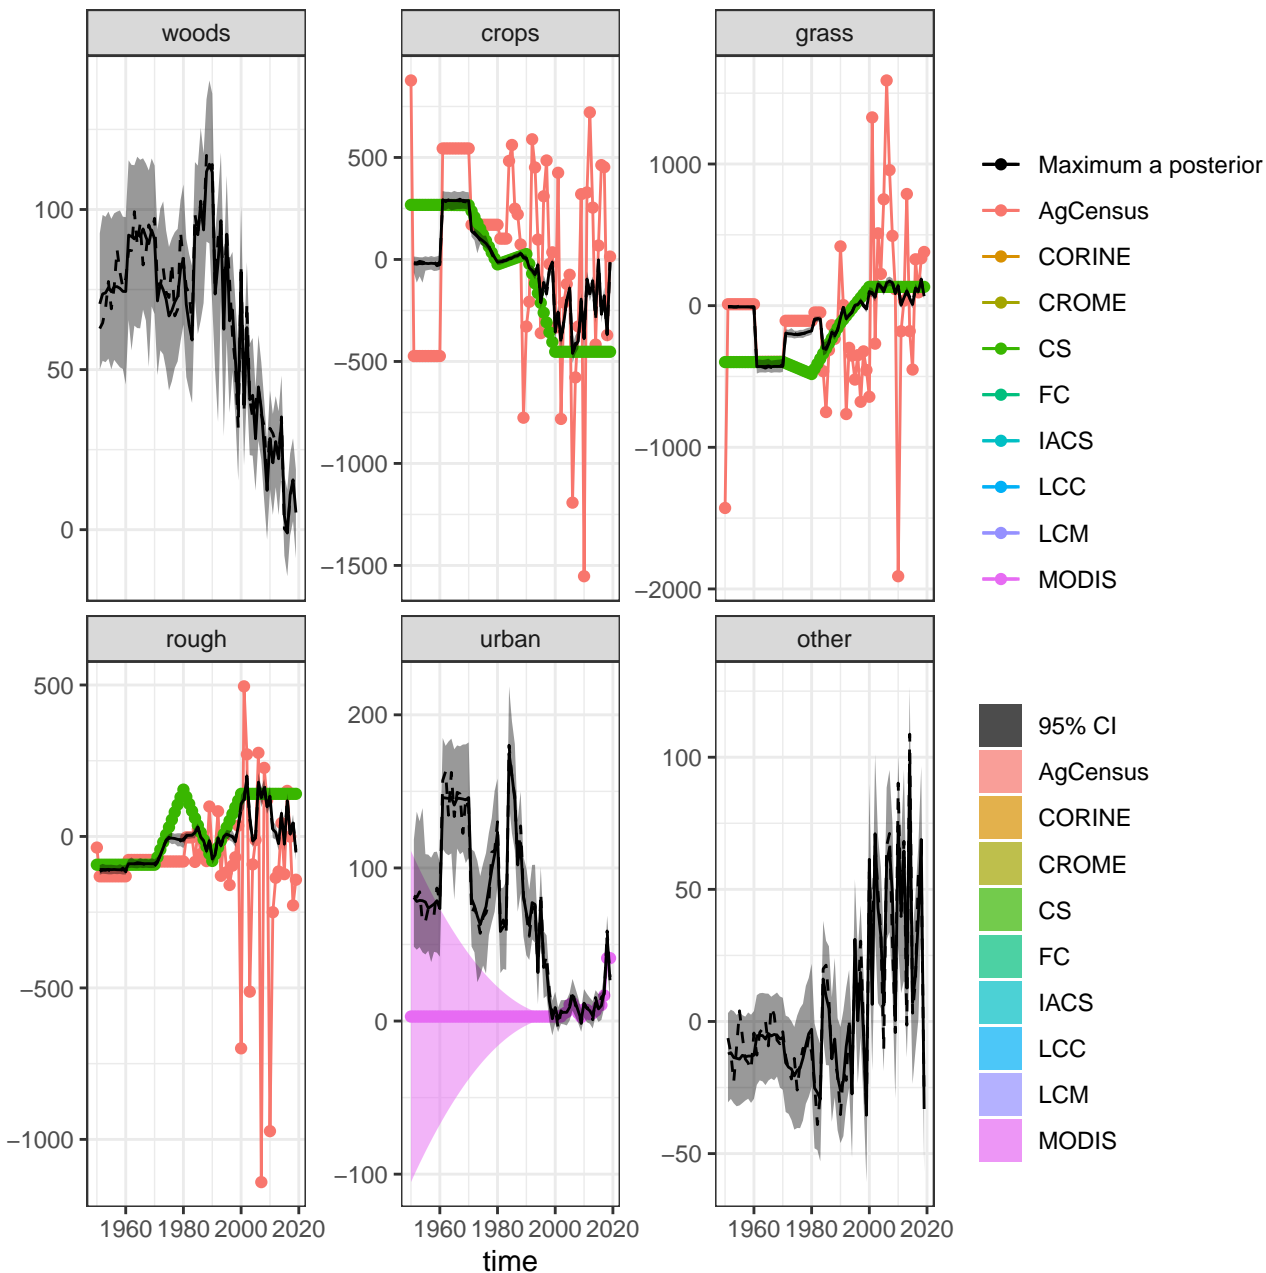 woods
crops
grass
100
50
0
500
0
−500
−1000
−1500
1000
0
−1000
−2000
rough
urban
other
500
0
−500
−1000
200
100
0
−100
100
50
0
−50
1960 1980 2000 2020
1960 1980 2000 2020
1960 1980 2000 2020
time
Maximum a posterior
AgCensus
CORINE
CROME
CS
FC
IACS
LCC
LCM
MODIS
95% CI
AgCensus
CORINE
CROME
CS
FC
IACS
LCC
LCM
MODIS